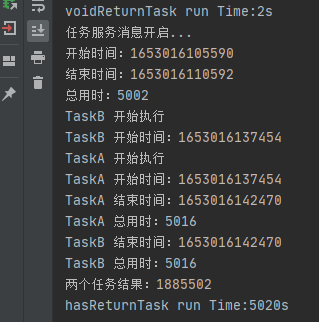 voidReturnTask run Time:2s
任务服务消息开启...
开始时间：1653016105590
结束时间：1653016110592
总用时：5002
TaskB 开始执行
TaskB 开始时间：1653016137454
TaskA 开始执行
TaskA 开始时间：1653016137454
TaskA 结束时间：1653016142470
TaskA 总用时：5016
TaskB 结束时间：1653016142470
TaskB 总用时：5016
两个任务结果：1885502
hasReturnTask run Time:5020s